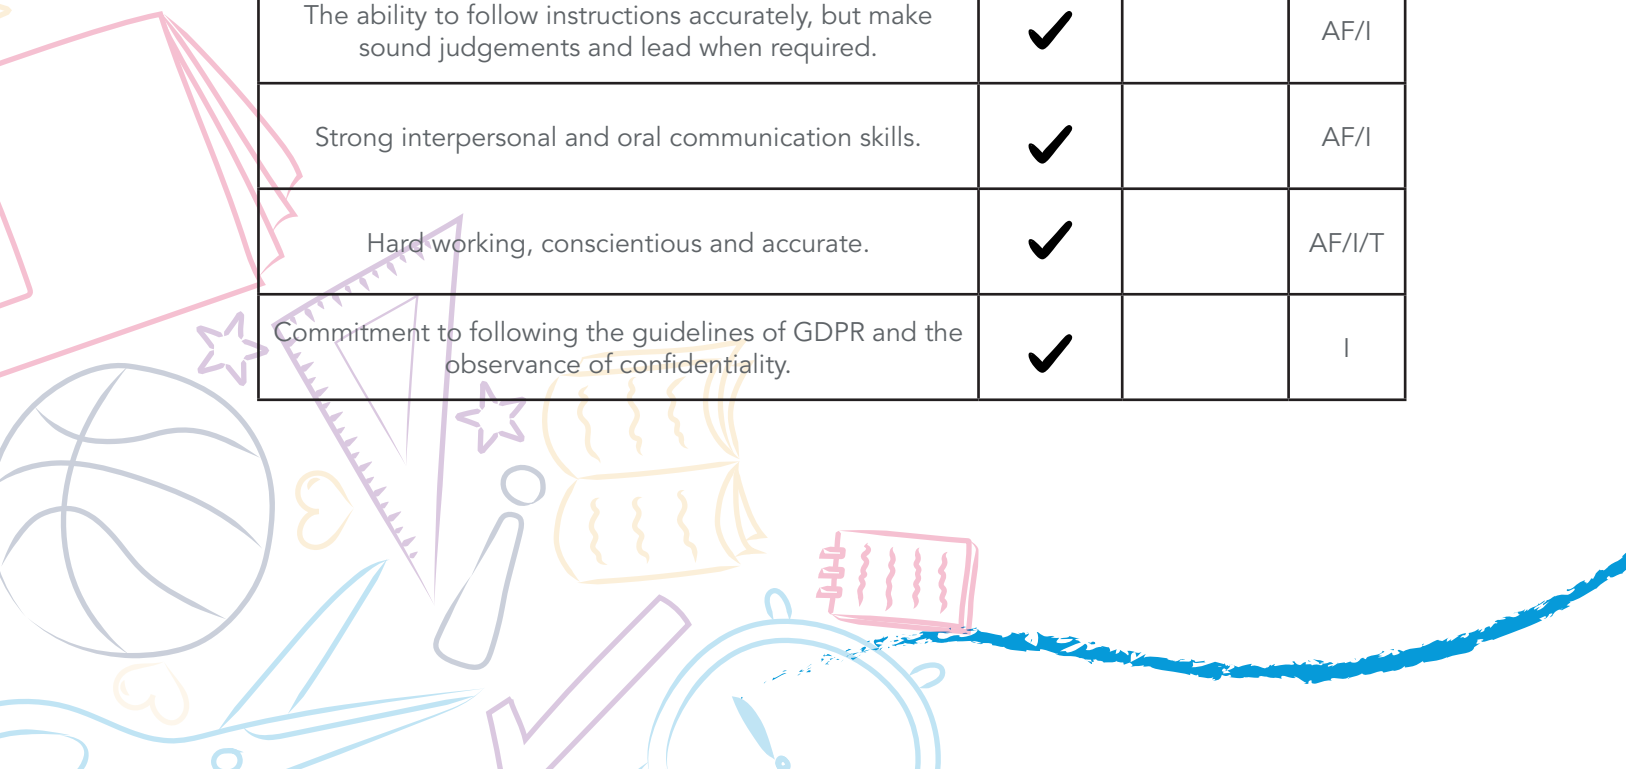 The ability to follow instructions accurately, but make
sound judgements and lead when required.
AF/I
Strong interpersonal and oral communication skills.
AF/I
Hard working, conscientious and accurate.
AF/I/T
Commitment to following the guidelines of GDPR and the
observance of confidentiality.
I